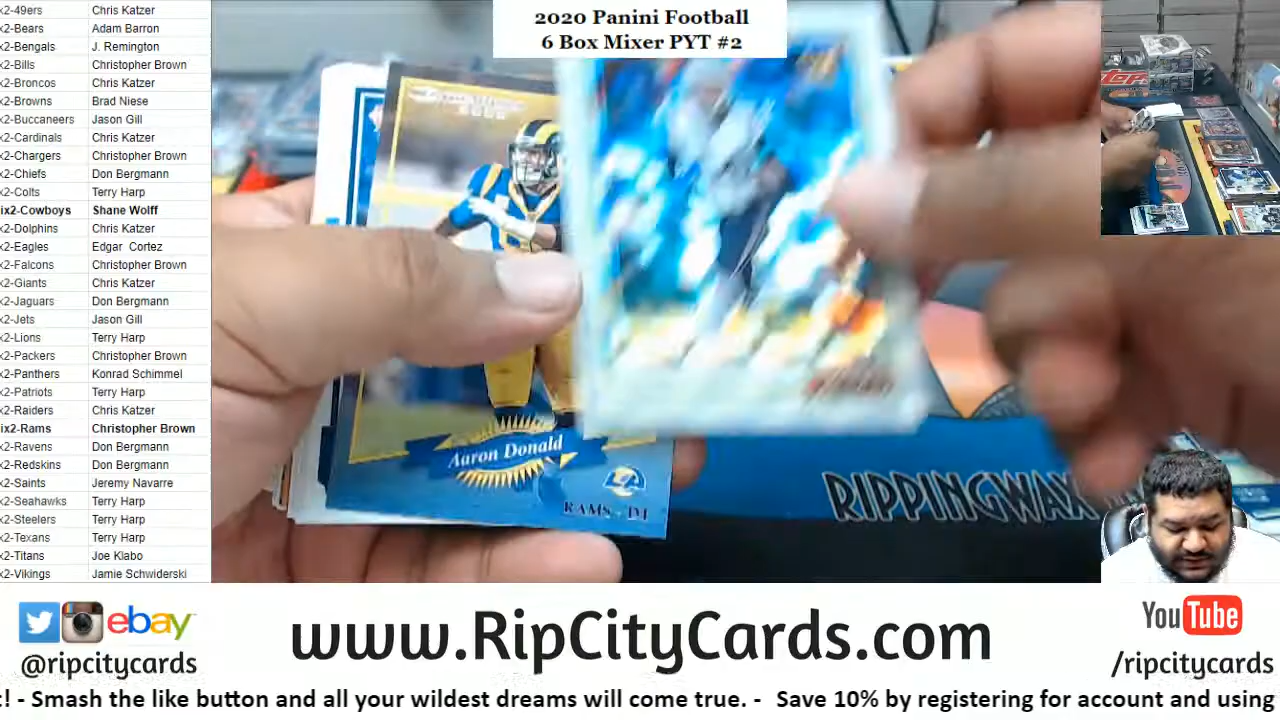 2020 Panini Football
6 Box Mixer PYT #2
x2-49ers Chris Katzer
x2-Bears Adam Barron
x2-Bengals J. Remington
x2-Bills Christopher Brown
x2-Broncos Chris Katzer
x2-Browns Brad Niese
x2-Buccaneers Jason Gill
x2-Cardinals Chris Katzer
x2-Chargers Christopher Brown
x2-Chiefs Don Bergmann
x2-Colts Terry Harp
ix2-Cowboys Shane Wolff
x2-Dolphins Chris Katzer
x2-Eagles Edgar Cortez
x2-Falcons Christopher Brown
x2-Giants Chris Katzer
x2-Jaguars Don Bergmann
x2-Jets Jason Gill
x2-Lions Terry Harp
x2-Packers Christopher Brown
x2-Panthers Konrad Schimmel
x2-Patriots Terry Harp
x2-Raiders Chris Katzer
ix2-Rams Christopher Brown
x2-Ravens Don Bergmann
x2-Redskins Don Bergmann
x2-Saints Jeremy Navarre
x2-Seahawks Terry Harp
x2-Steelers Terry Harp
x2-Texans Terry Harp
x2-Titans Joe Klabo
x2-Vikings Jamie Schwiderski
Aaron Donald
RAMS - DT
RIPPINGWAX
ebay
@ripcitycards
www.RipCityCards.com
YouTube
/ripcitycards
t! - Smash the like button and all your wildest dreams will come true. - Save 10% by registering for account and using